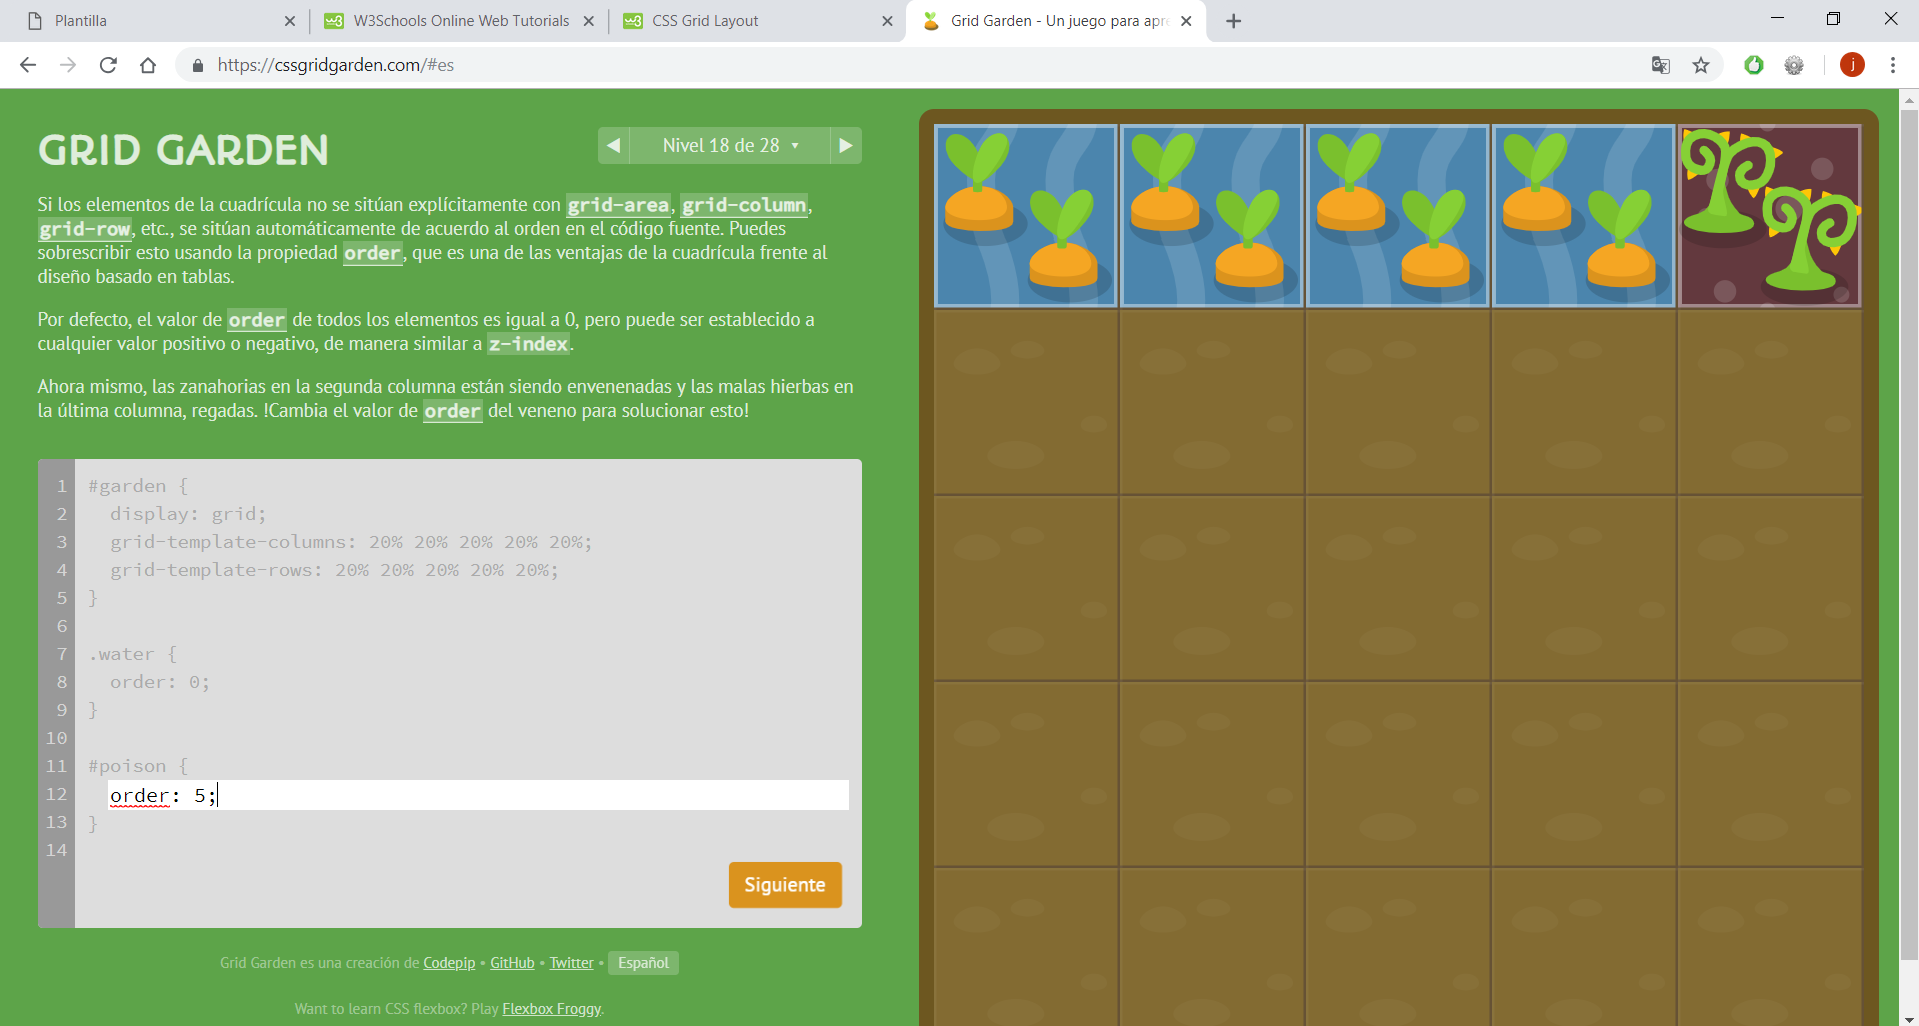 Plantilla
W3Schools Online Web Tutorials
CSS Grid Layout
Grid Garden - Un juego para apre
https://cssgridgarden.com/#es
j
GRID GARDEN
Nivel 18 de 28
Si los elementos de la cuadrícula no se sitúan explícitamente con grid-area, grid-column,
grid-row, etc., se sitúan automáticamente de acuerdo al orden en el código fuente. Puedes
sobrescribir esto usando la propiedad order, que es una de las ventajas de la cuadrícula frente al
diseño basado en tablas.
Por defecto, el valor de order de todos los elementos es igual a 0, pero puede ser establecido a
cualquier valor positivo o negativo, de manera similar a z-index.
Ahora mismo, las zanahorias en la segunda columna están siendo envenenadas y las malas hierbas en
la última columna, regadas. !Cambia el valor de order del veneno para solucionar esto!
1 #garden {
2 display: grid;
3 grid-template-columns: 20% 20% 20% 20% 20%;
4 grid-template-rows: 20% 20% 20% 20% 20%;
5 }
6
7 .water {
8 order: 0;
9 }
10
11 #poison {
12 order: 5;
13 }
14
Siguiente
Grid Garden es una creación de Codepip • GitHub • Twitter • Español
Want to learn CSS flexbox? Play Flexbox Froggy.